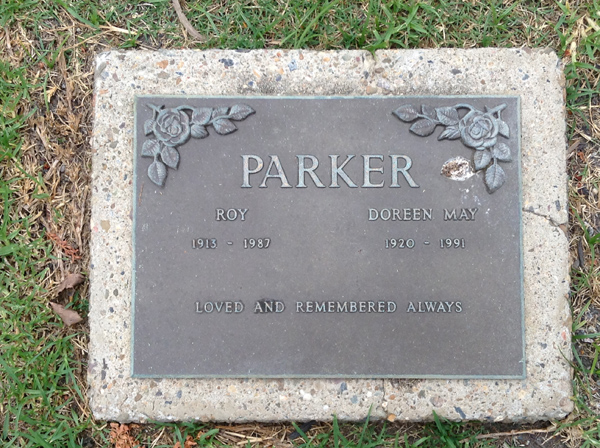 PARKER
ROY DOREEN MAY
1913 - 1987 1920 - 1991
LOVED AND REMEMBERED ALWAYS